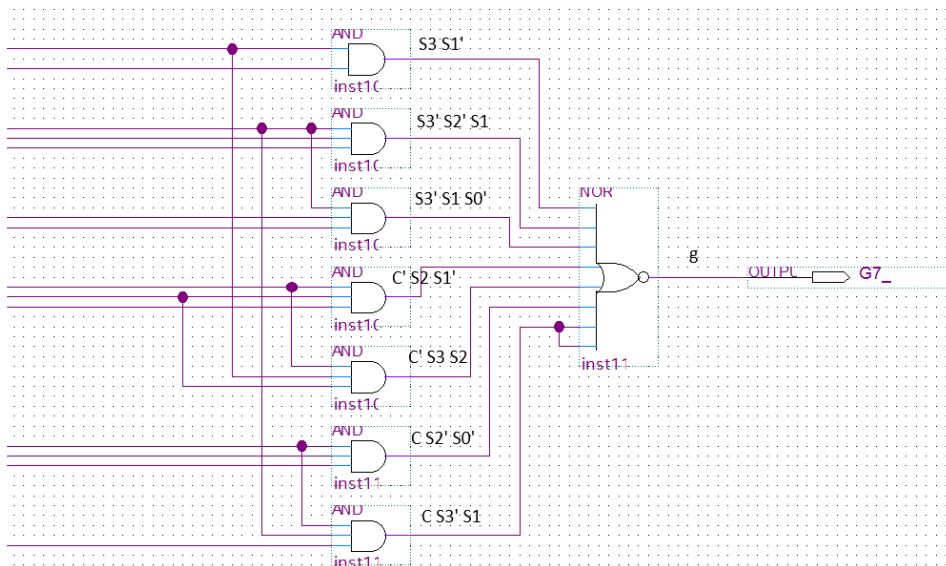 AND
S3 S1'
inst10
AND
S3' S2' S1
inst10
AND
S3' S1 S0'
inst10
NOR
g
AND
C' S2 S1'
OUTPU
G7_
inst10
AND
C' S3 S2
inst11
inst10
AND
C S2' S0'
inst11
AND
C S3' S1
inst11